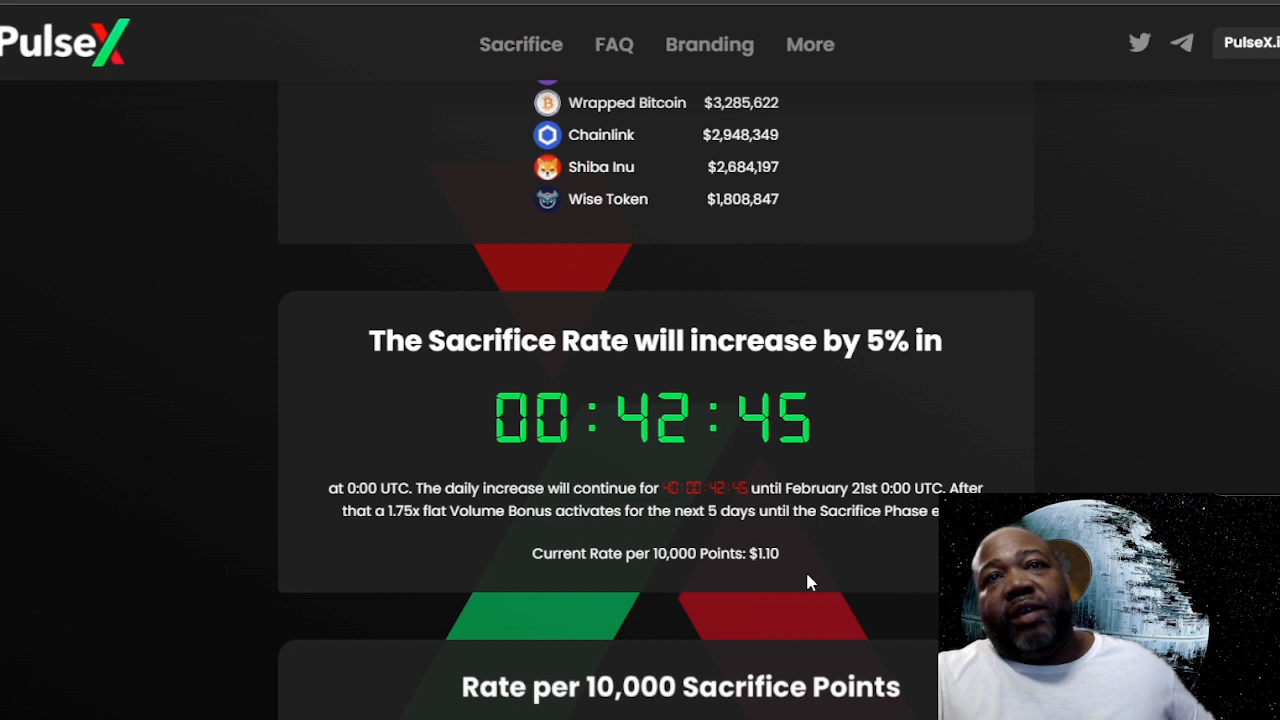 PulseX
Sacrifice
FAQ
Branding
More
PulseX.i
Wrapped Bitcoin $3,285,622
Chainlink $2,948,349
Shiba Inu $2,684,197
Wise Token $1,808,847
The Sacrifice Rate will increase by 5% in
00:42:45
at 0:00 UTC. The daily increase will continue for 40:00:42:45 until February 21st 0:00 UTC. After
that a 1.75x flat Volume Bonus activates for the next 5 days until the Sacrifice Phase e
Current Rate per 10,000 Points: $1.10
Rate per 10,000 Sacrifice Points